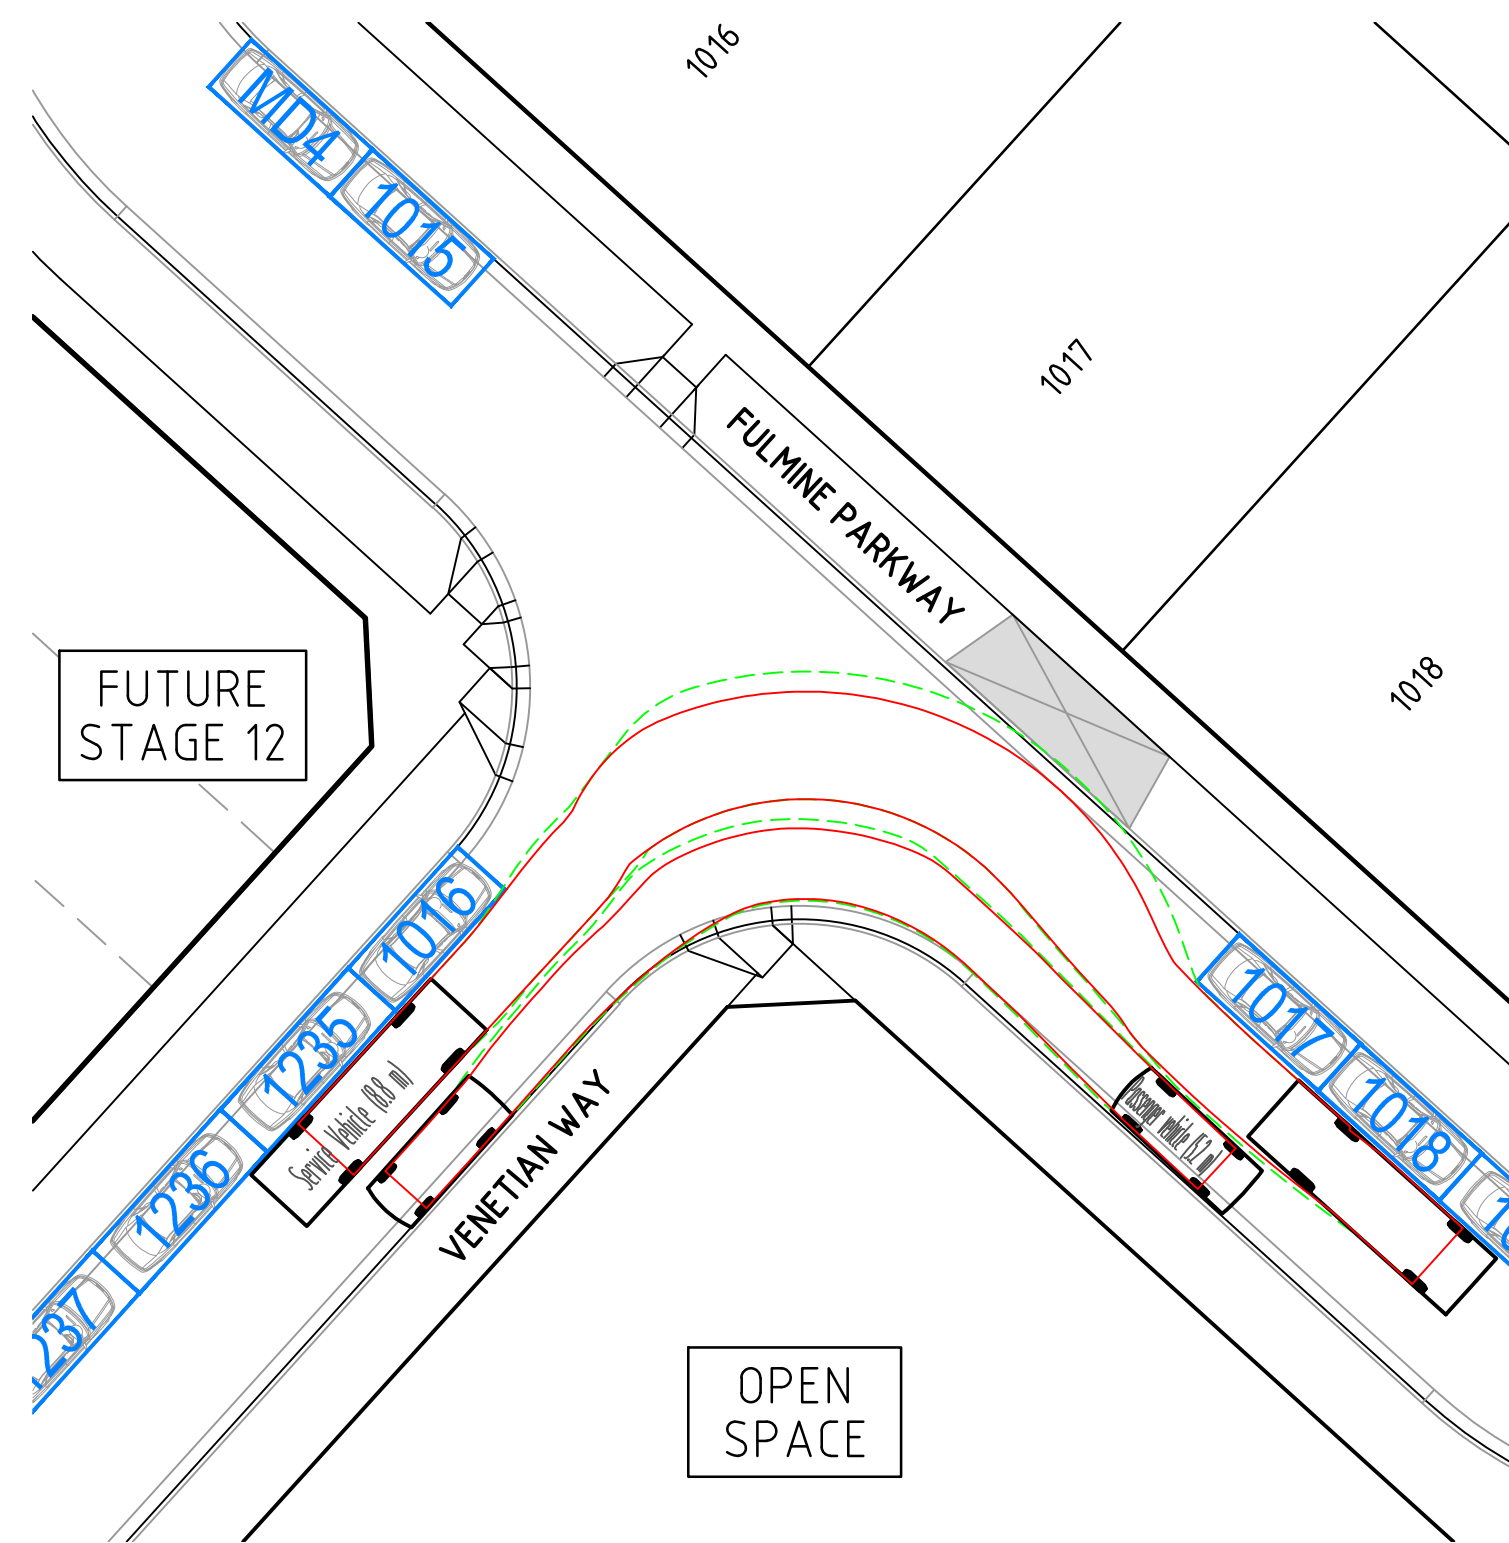 1016
MD4
1015
1017
FULMINE PARKWAY
1018
FUTURE
STAGE 12
1016
1235
1236
1237
Service Vehicle (8.8 m)
VENETIAN WAY
Passenger vehicle (5.2 m)
1017
1018
OPEN
SPACE